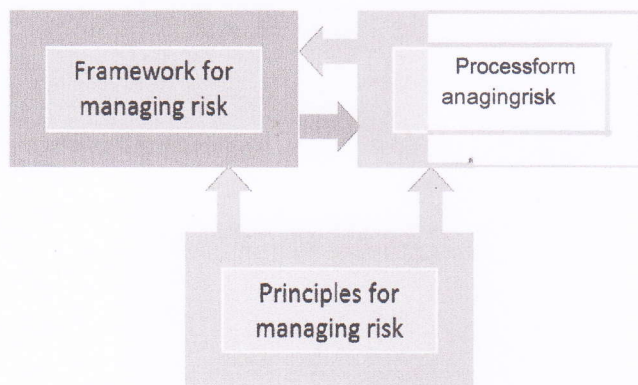 Framework for
managing risk
Processform
anagingrisk
Principles for
managing risk